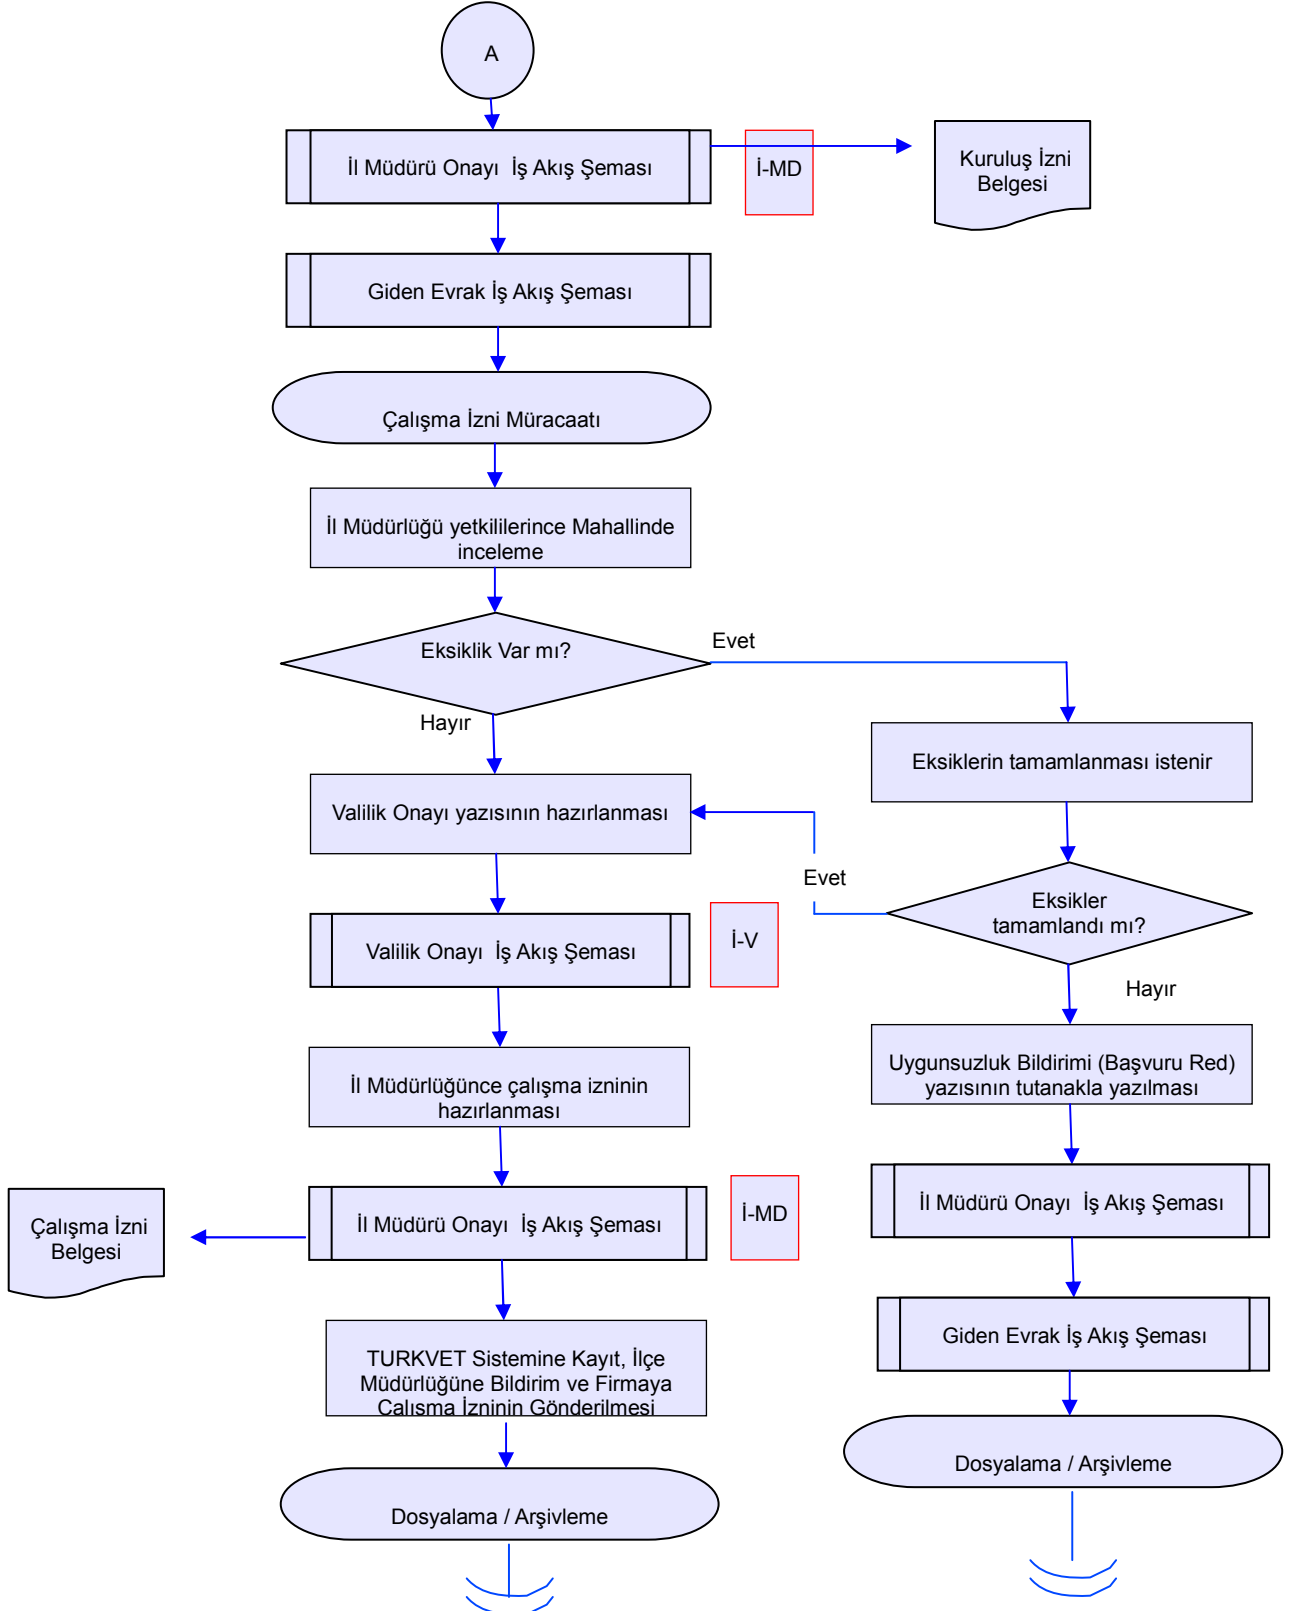 A
İl Müdürü Onayı İş Akış Şeması
İ-MD
Kuruluş İzni
Belgesi
Giden Evrak İş Akış Şeması
Çalışma İzni Müracaatı
İl Müdürlüğü yetkililerince Mahallinde
inceleme
Eksiklik Var mı?
Evet
Hayır
Eksiklerin tamamlanması istenir
Valilik Onayı yazısının hazırlanması
Evet
Eksikler
tamamlandı mı?
Valilik Onayı İş Akış Şeması
İ-V
Hayır
İl Müdürlüğünce çalışma izninin
hazırlanması
Uygunsuzluk Bildirimi (Başvuru Red)
yazısının tutanakla yazılması
Çalışma İzni
Belgesi
İl Müdürü Onayı İş Akış Şeması
İ-MD
İl Müdürü Onayı İş Akış Şeması
Giden Evrak İş Akış Şeması
TURKVET Sistemine Kayıt, İlçe
Müdürlüğüne Bildirim ve Firmaya
Çalışma İzninin Gönderilmesi
Dosyalama / Arşivleme
Dosyalama / Arşivleme